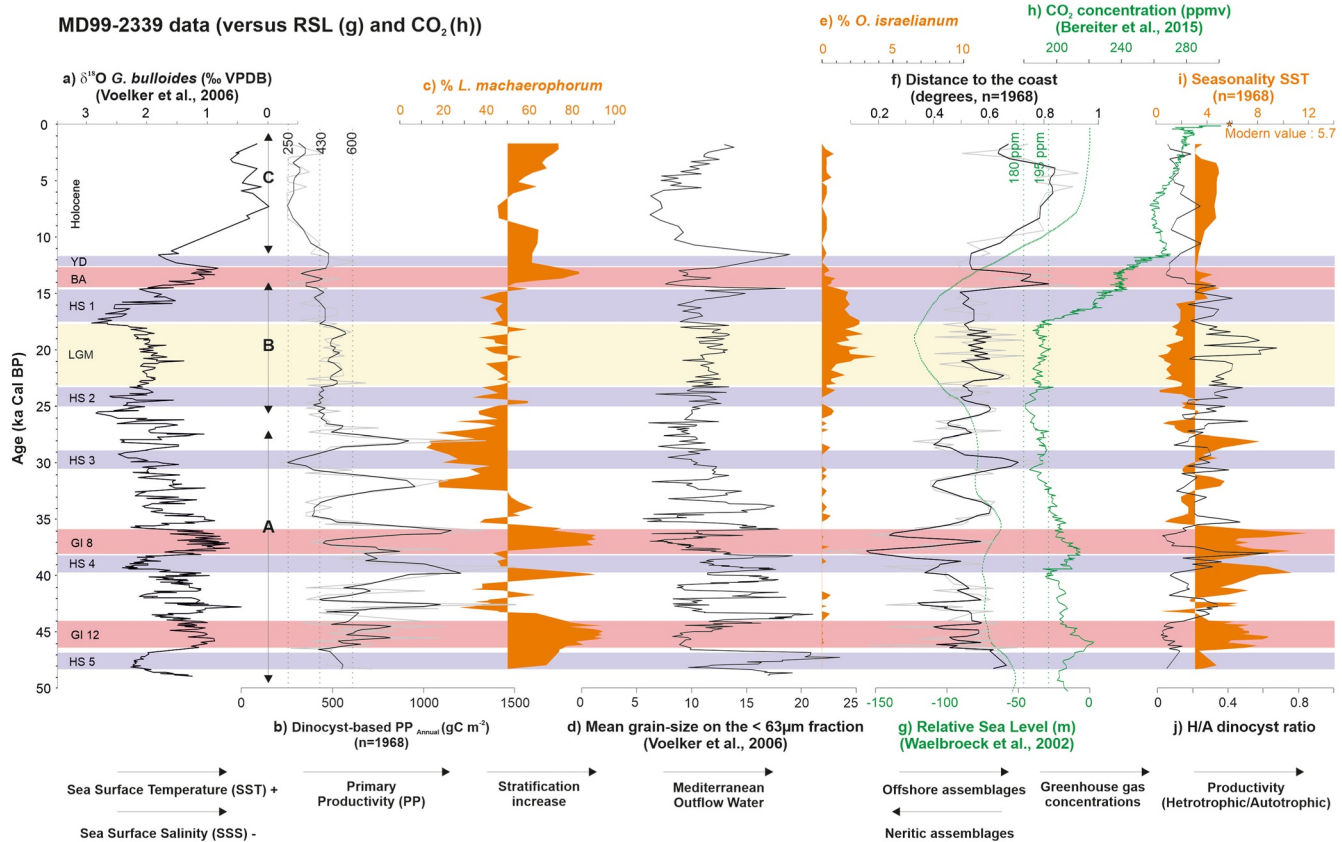 MD99-2339 data (versus RSL (g) and CO2 (h))
e) % O. israelianum
0 10
h) CO2 concentration (ppmv)
(Bereiter et al., 2015)
200 240 280
a) δ18O G. bulloides (‰ VPDB)
(Voelker et al., 2006)
3 2 1 0
c) % L. machaerophorum
0 20 40 60 80 100
f) Distance to the coast
(degrees, n=1968)
0 0.2 0.4 0.6 0.8 1
i) Seasonality SST
(n=1968)
0 4 8 12 14
*
Modern value : 5.7
250
430
600
180 ppm
195 ppm
Age (ka Cal BP)
0
5
10
15
20
25
30
35
40
45
50
Holocene
YD
BA
HS 1
LGM
HS 2
HS 3
GI 8
HS 4
GI 12
HS 5
C
B
A
0 500 1000 1500
b) Dinocyst-based PP Annual (gC m-2)
(n=1968)
0 5 10 15 20 25
d) Mean grain-size on the < 63µm fraction
(Voelker et al., 2006)
-150 -100 -50 0
g) Relative Sea Level (m)
(Waelbroeck et al., 2002)
0 0.4 0.8 1
j) H/A dinocyst ratio
Sea Surface Temperature (SST) +
Sea Surface Salinity (SSS) -
Primary
Productivity (PP)
Stratification
increase
Mediterranean
Outflow Water
Offshore assemblages
Neritic assemblages
Greenhouse gas
concentrations
Productivity
(Hetrotrophic/Autotrophic)